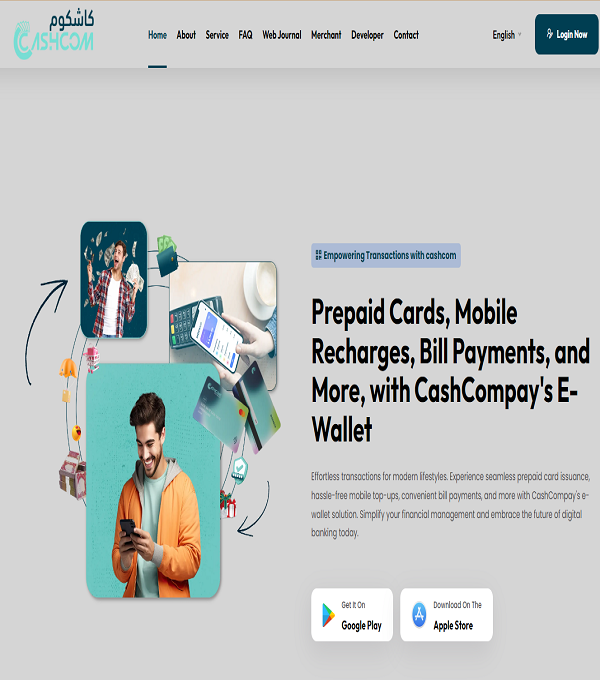 كاشكوم
CASHCOM
Home About Service FAQ Web Journal Merchant Developer Contact
English
Login Now
Empowering Transactions with cashcom
Prepaid Cards, Mobile
Recharges, Bill Payments, and
More, with CashCompay's E-
Wallet
Effortless transactions for modern lifestyles. Experience seamless prepaid card issuance,
hassle-free mobile top-ups, convenient bill payments, and more with CashCompay's e-
wallet solution. Simplify your financial management and embrace the future of digital
banking today.
Get It On
Google Play
Download On The
Apple Store